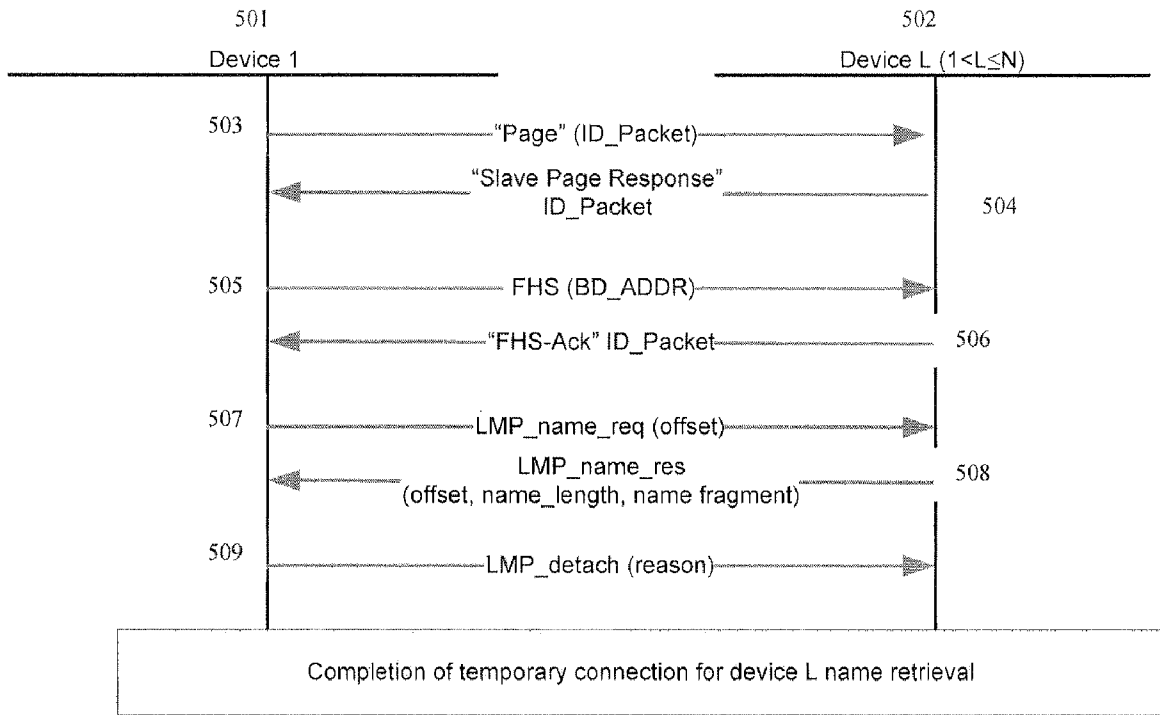 501
502
Device 1
Device L (1<L≤N)
503
"Page" (ID_Packet)
"Slave Page Response"
ID_Packet
504
505
FHS (BD_ADDR)
"FHS-Ack" ID_Packet
506
507
LMP_name_req (offset)
LMP_name_res
(offset, name_length, name fragment)
508
509
LMP_detach (reason)
Completion of temporary connection for device L name retrieval